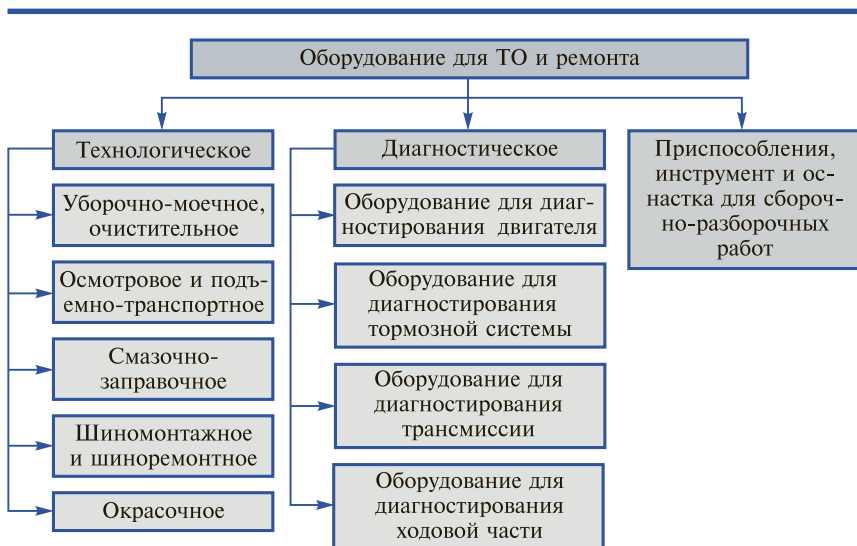 Оборудование для ТО и ремонта
Технологическое
Уборочно-моечное,
очистительное
Осмотровое и подъ-
емно-транспортное
Смазочно-
заправочное
Шиномонтажное
и шиноремонтное
Окрасочное
Диагностическое
Оборудование для диаг-
ностирования двигателя
Оборудование для
диагностирования
тормозной системы
Оборудование для
диагностирования
трансмиссии
Оборудование для
диагностирования
ходовой части
Приспособления,
инструмент и ос-
настка для сбороч-
но-разборочных
работ